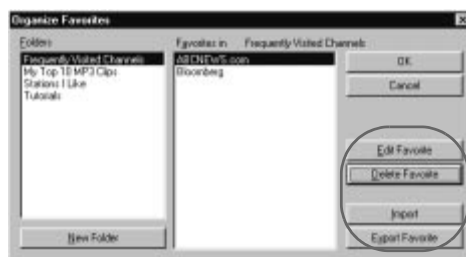 Organize Favorites
Folders
Frequently Visited Channels
My Top 10 MP3 Clips
Stations I Like
Tutorials
New Folder
Favorites in Frequently Visited Channels
ABCNEWS.com
Bloomberg
OK
Cancel
Edit Favorite
Delete Favorite
Import
Export Favorite